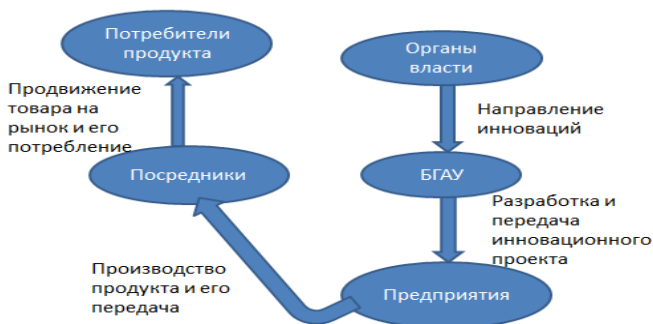 Потребители
продукта
Органы
власти
Продвижение
товара на
рынок и его
потребление
Направление
инноваций
Посредники
БГАУ
Разработка и
передача
инновационного
проекта
Производство
продукта и его
передача
Предприятия